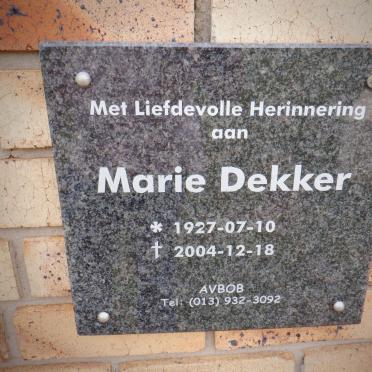 Met Liefdevolle Herinnering
aan
Marie Dekker
* 1927-07-10
† 2004-12-18
AVBOB
Tel: (013) 932-3092